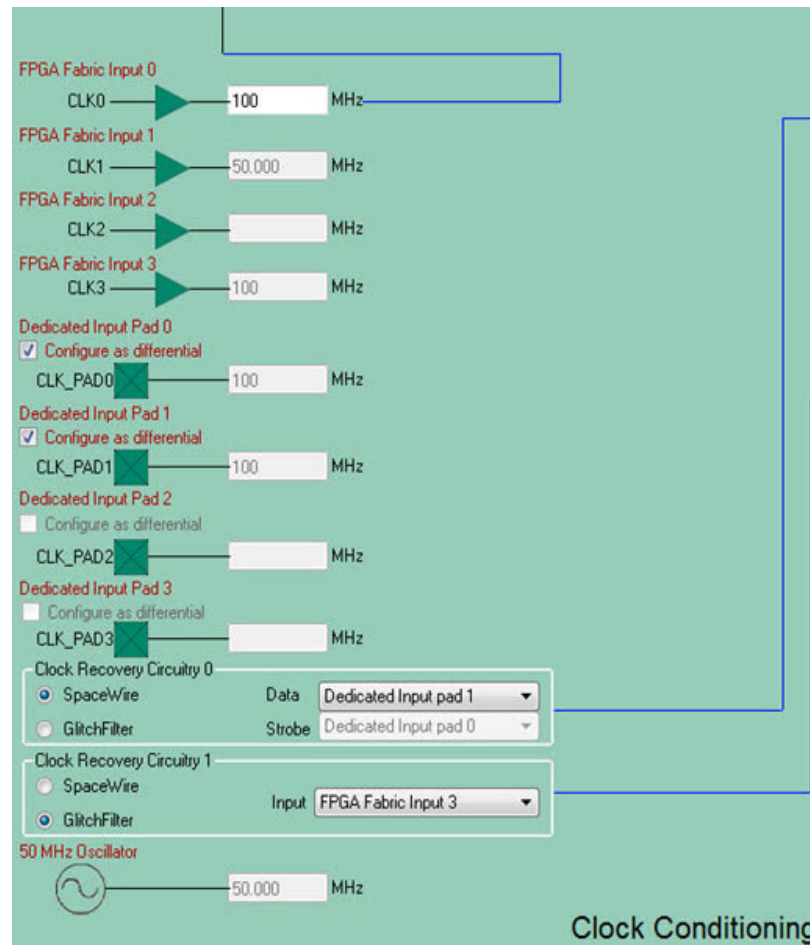 FPGA Fabric Input 0
CLK0 100 MHz
FPGA Fabric Input 1
CLK1 50.000 MHz
FPGA Fabric Input 2
CLK2 MHz
FPGA Fabric Input 3
CLK3 100 MHz
Dedicated Input Pad 0
Configure as differential
CLK_PAD0 100 MHz
Dedicated Input Pad 1
Configure as differential
CLK_PAD1 100 MHz
Dedicated Input Pad 2
Configure as differential
CLK_PAD2 MHz
Dedicated Input Pad 3
Configure as differential
CLK_PAD3 MHz
Clock Recovery Circuitry 0
SpaceWire Data Dedicated Input pad 1
GlitchFilter Strobe Dedicated Input pad 0
Clock Recovery Circuitry 1
SpaceWire
Input FPGA Fabric Input 3
GlitchFilter
50 MHz Oscillator
50.000 MHz
Clock Conditioning